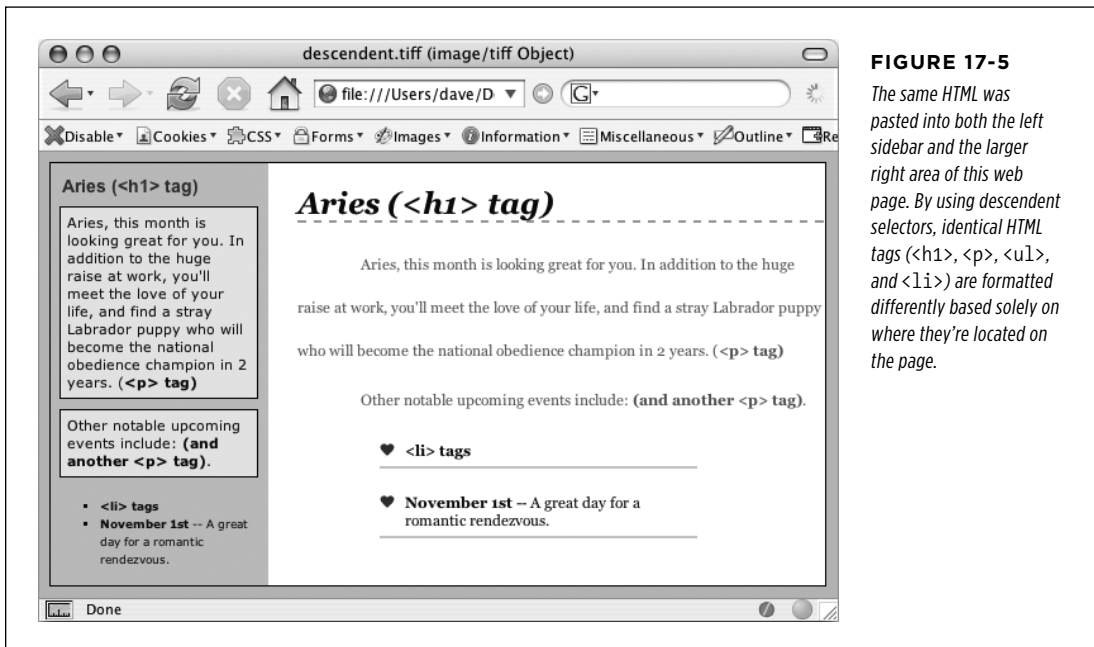 descendent.tiff (image/tiff Object)
file:///Users/dave/D
G
Disable Cookies CSS Forms Images Information Miscellaneous Outline Re
Aries (<h1> tag)
Aries, this month is
looking great for you. In
addition to the huge
raise at work, you'll
meet the love of your
life, and find a stray
Labrador puppy who will
become the national
obedience champion in 2
years. (<p> tag)
Other notable upcoming
events include: (and
another <p> tag).
<li> tags
November 1st -- A great
day for a romantic
rendezvous.
Aries (<h1> tag)
Aries, this month is looking great for you. In addition to the huge
raise at work, you'll meet the love of your life, and find a stray Labrador puppy
who will become the national obedience champion in 2 years. (<p> tag)
Other notable upcoming events include: (and another <p> tag).
<li> tags
November 1st -- A great day for a
romantic rendezvous.
Done
FIGURE 17-5
The same HTML was
pasted into both the left
sidebar and the larger
right area of this web
page. By using descendent
selectors, identical HTML
tags (<h1>, <p>, <ul>,
and <li>) are formatted
differently based solely on
where they're located on
the page.